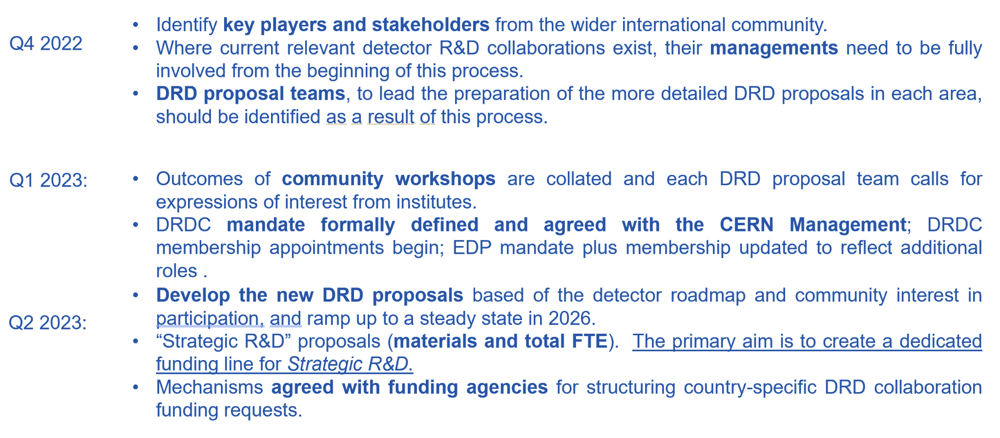 • Identify key players and stakeholders from the wider international community.
Q4 2022
• Where current relevant detector R&D collaborations exist, their managements need to be fully
involved from the beginning of this process.
• DRD proposal teams, to lead the preparation of the more detailed DRD proposals in each area,
should be identified as a result of this process.
Q1 2023:
• Outcomes of community workshops are collated and each DRD proposal team calls for
expressions of interest from institutes.
• DRDC mandate formally defined and agreed with the CERN Management; DRDC
membership appointments begin; EDP mandate plus membership updated to reflect additional
roles .
• Develop the new DRD proposals based of the detector roadmap and community interest in
participation, and ramp up to a steady state in 2026.
Q2 2023:
• “Strategic R&D” proposals (materials and total FTE). The primary aim is to create a dedicated
funding line for Strategic R&D.
• Mechanisms agreed with funding agencies for structuring country-specific DRD collaboration
funding requests.